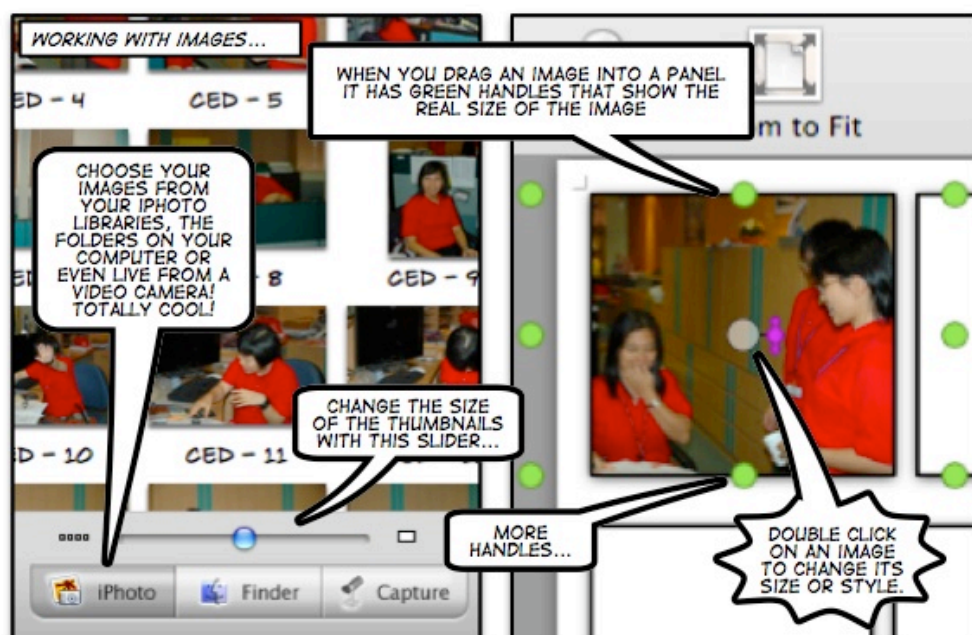 WORKING WITH IMAGES...
CED - 4
CED - 5
CHOOSE YOUR
IMAGES FROM
YOUR IPHOTO
LIBRARIES, THE
FOLDERS ON YOUR
COMPUTER OR
EVEN LIVE FROM A
VIDEO CAMERA!
TOTALLY COOL!
8
CED - 9
CED - 10
CED - 11
CHANGE THE SIZE
OF THE THUMBNAILS
WITH THIS SLIDER...
iPhoto
Finder
Capture
WHEN YOU DRAG AN IMAGE INTO A PANEL
IT HAS GREEN HANDLES THAT SHOW THE
REAL SIZE OF THE IMAGE
m to Fit
MORE
HANDLES...
DOUBLE CLICK
ON AN IMAGE
TO CHANGE ITS
SIZE OR STYLE.